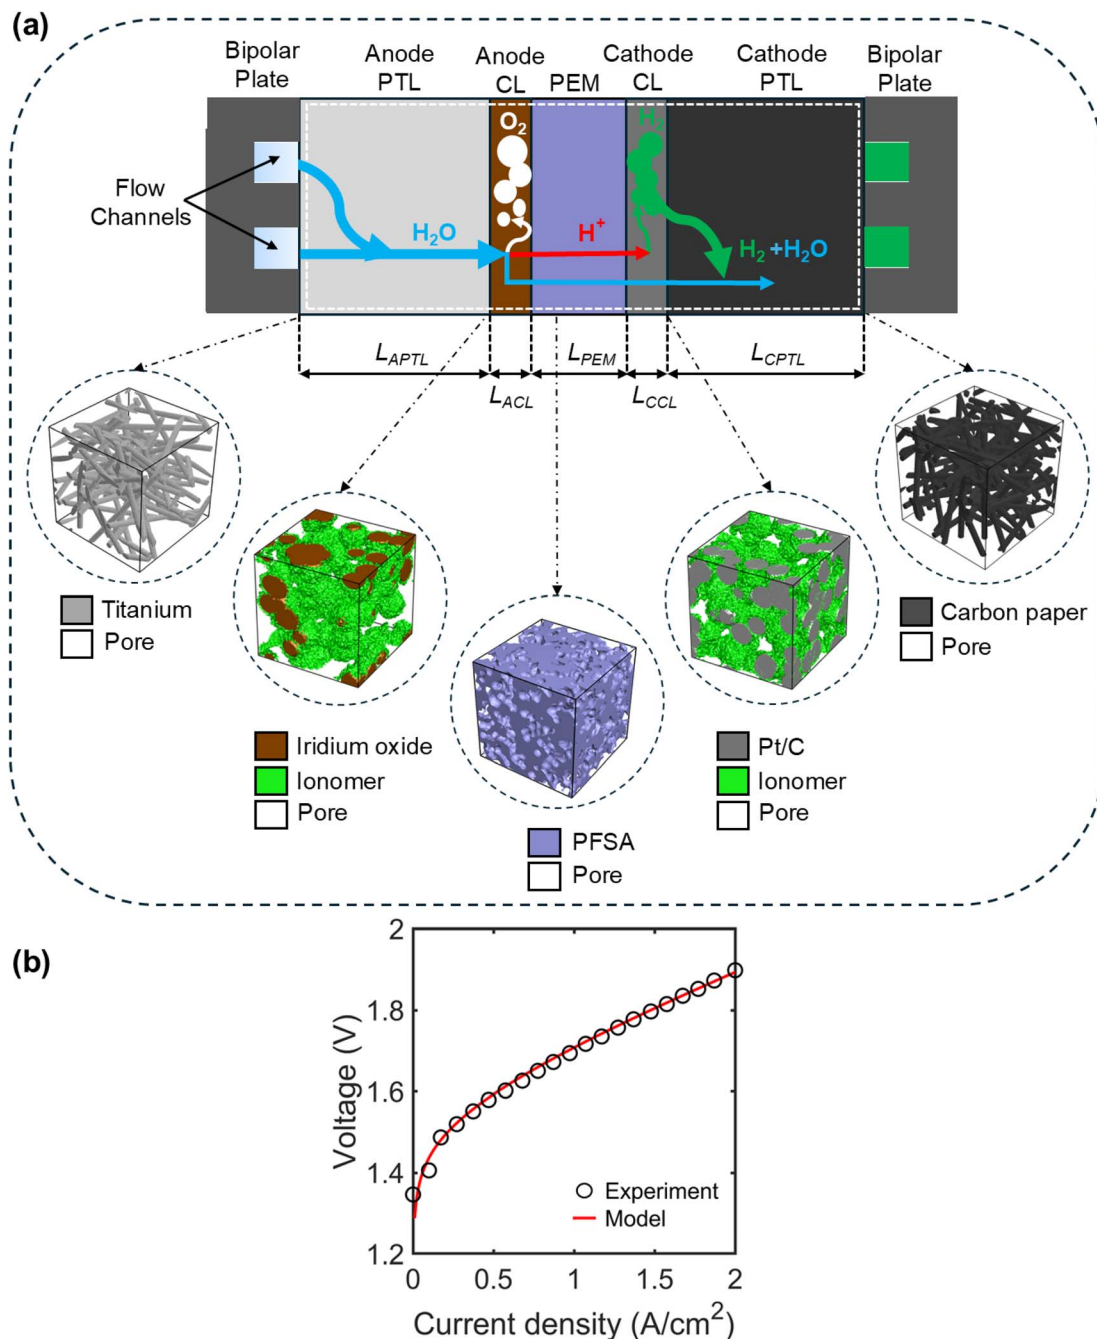 (a)
Bipolar
Plate
Anode
PTL
Anode
CL
PEM
Cathode
CL
Cathode
PTL
Bipolar
Plate
O2
H2
Flow
Channels
H2O
H+
H2 +H2O
LAPTL
LACL
LPEM
LCCL
LCPTL
Titanium
Pore
Carbon paper
Pore
Iridium oxide
Ionomer
Pore
Pt/C
Ionomer
Pore
PFSA
Pore
(b)
2
1.8
1.6
1.4
1.2
Voltage (V)
Experiment
Model
0
0.5
1
1.5
2
Current density (A/cm2)